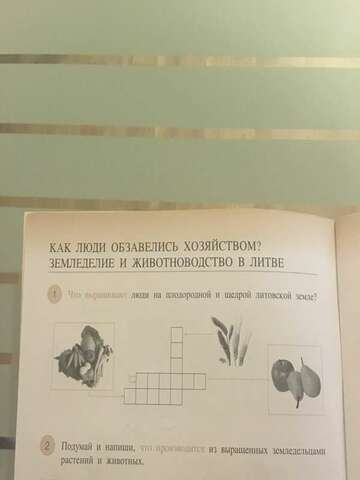 КАК ЛЮДИ ОБЗАВЕЛИСЬ ХОЗЯЙСТВОМ?
ЗЕМЛЕДЕЛИЕ И ЖИВОТНОВОДСТВО В ЛИТВЕ
1 Что выращивают люди на плодородной и щедрой литовской земле?
2 Подумай и напиши, что производится из выращенных земледельцами
растений и животных.